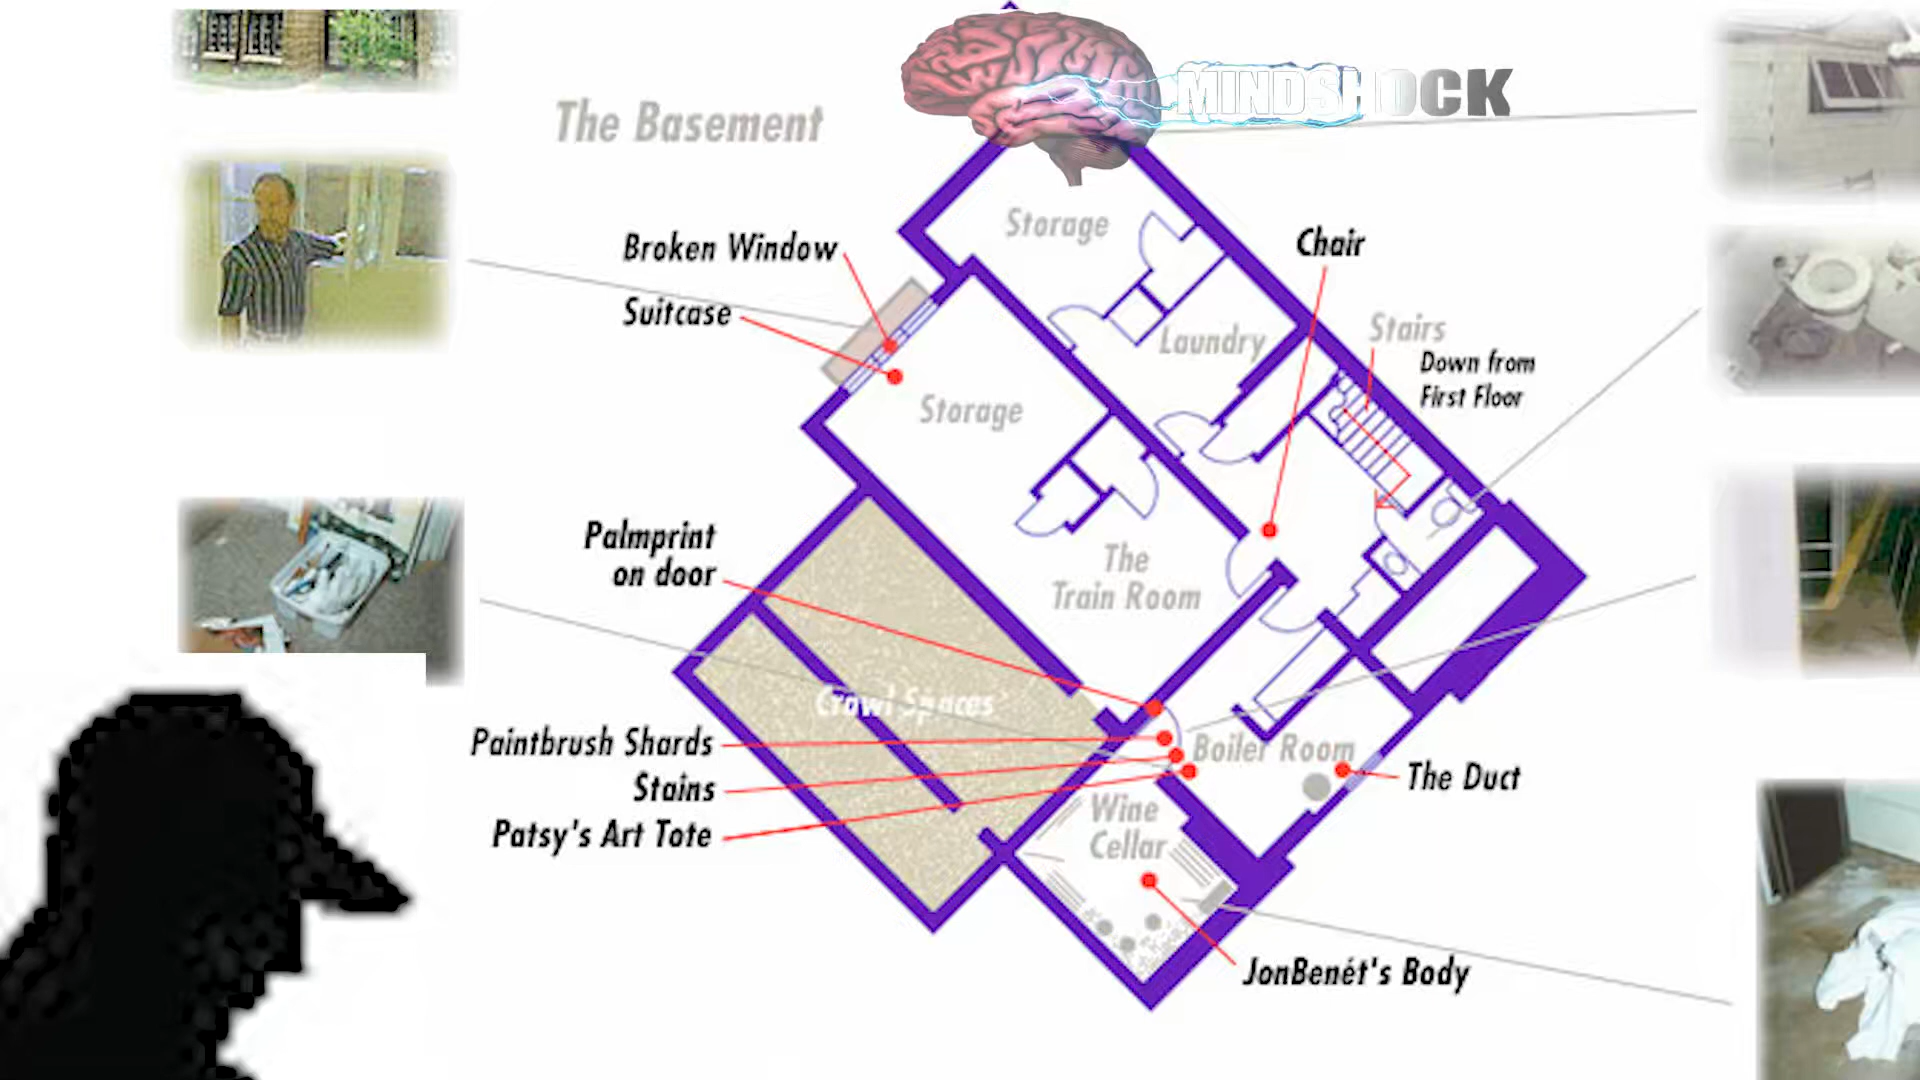 MINDSHOCK
The Basement
Storage
Broken Window
Chair
Suitcase
Stairs
Laundry
Down from
First Floor
Storage
Palmprint
on door
The
Train Room
Crawl Spaces
Paintbrush Shards
Boiler Room
Stains
The Duct
Patsy's Art Tote
Wine
Cellar
JonBenét's Body